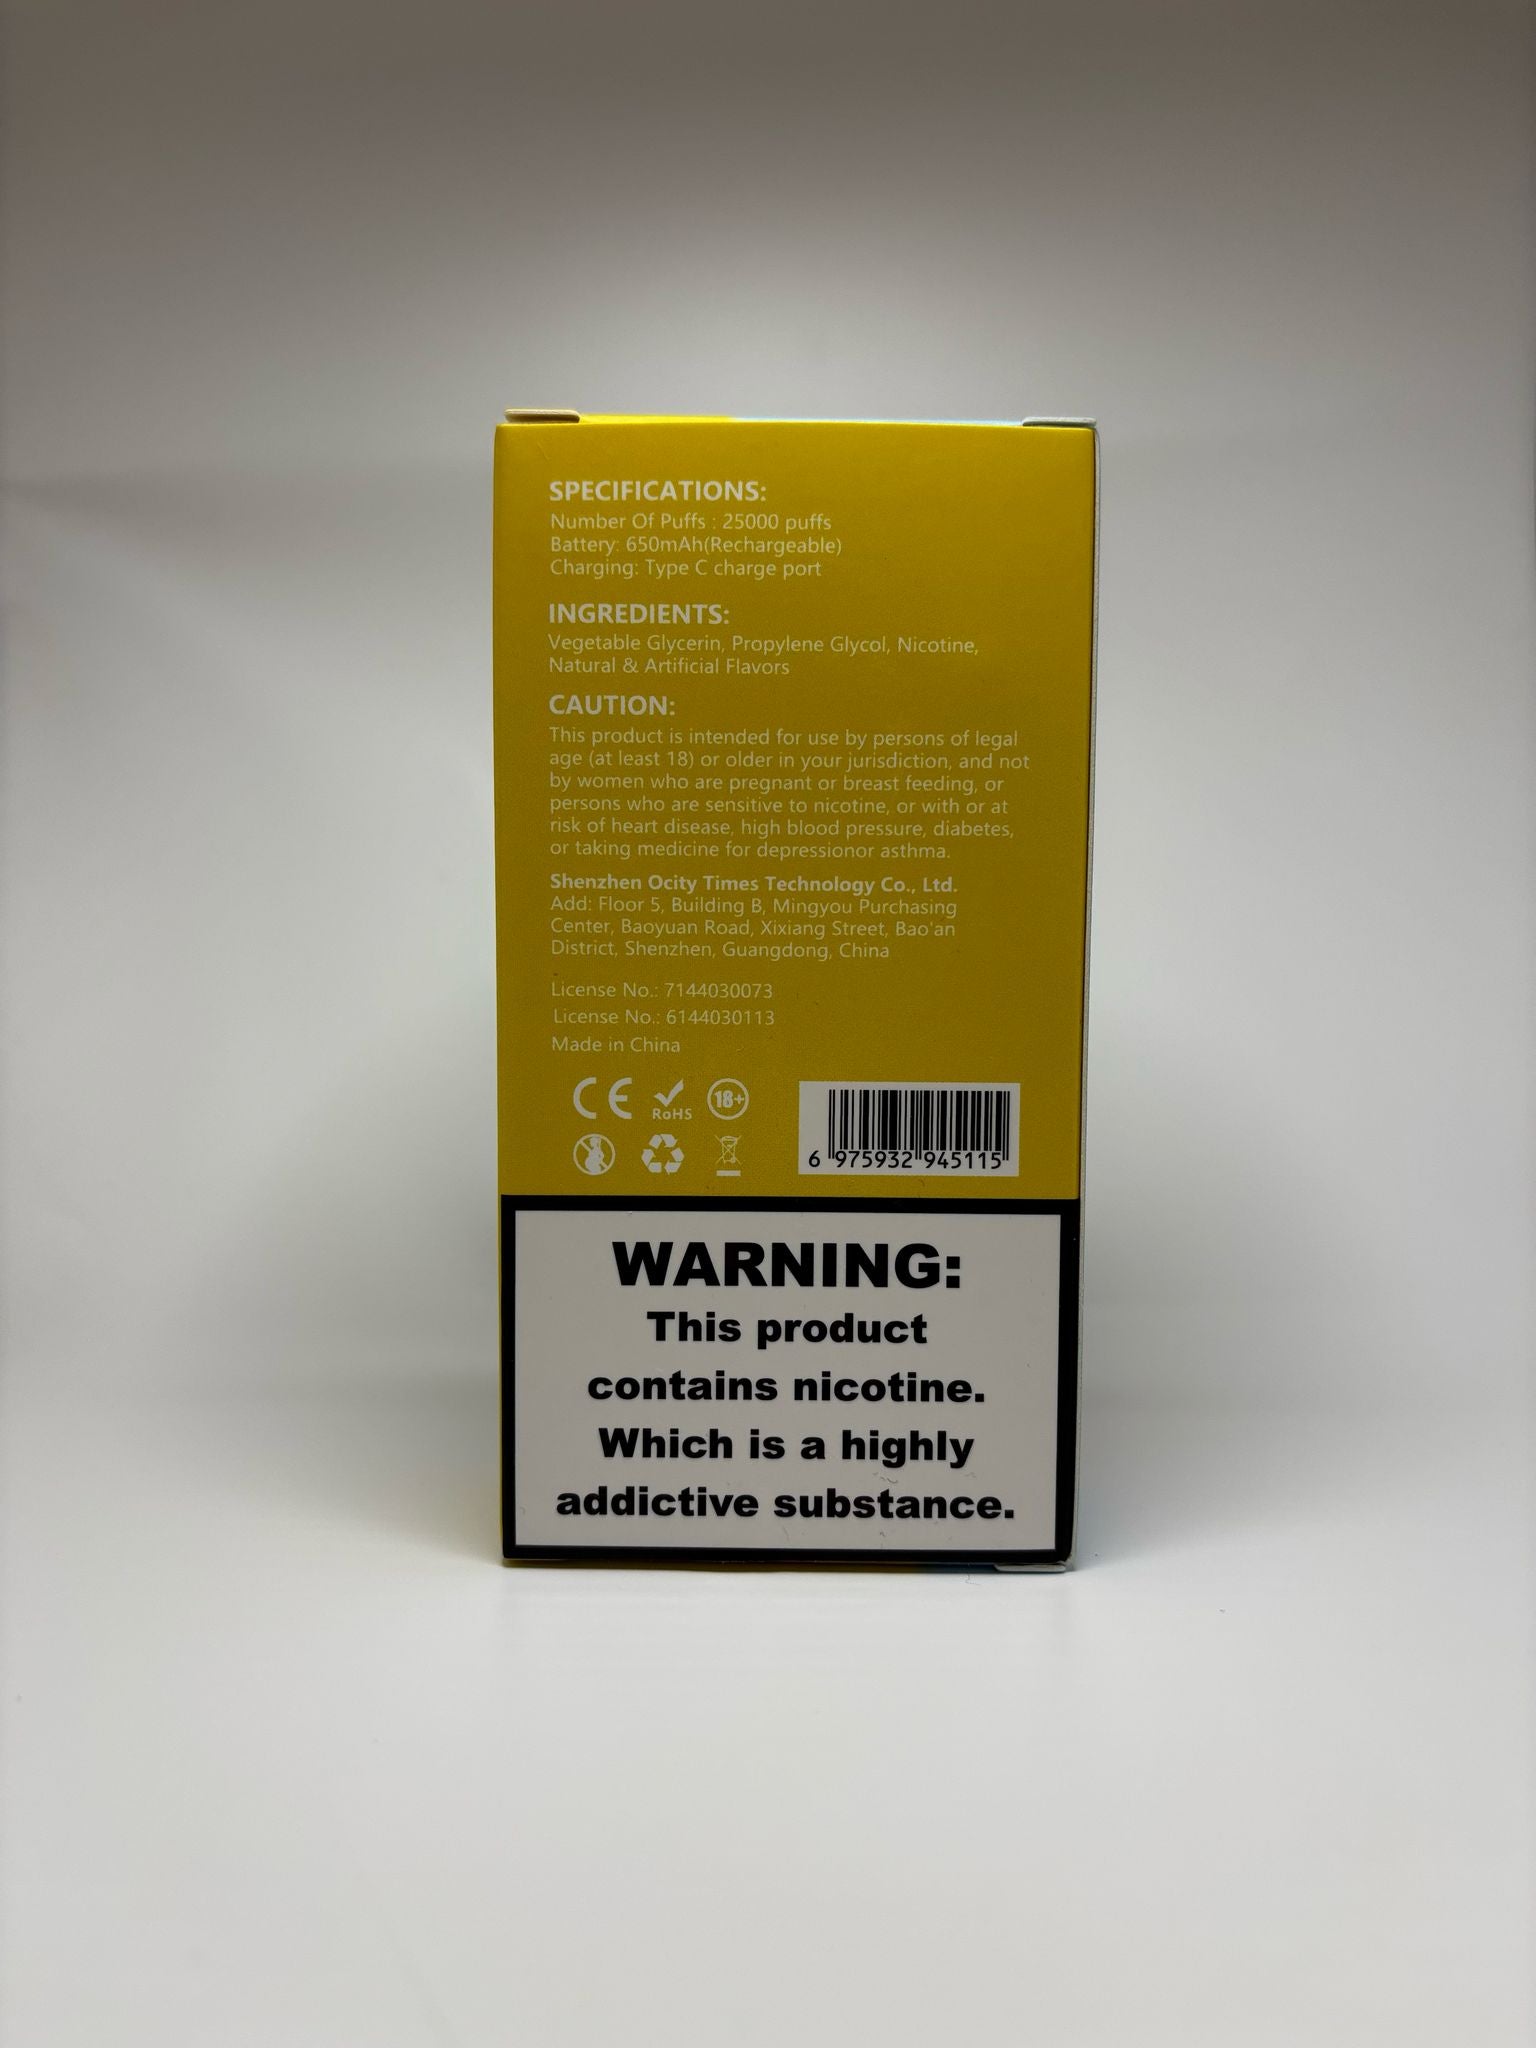 SPECIFICATIONS:
Number Of Puffs : 25000 puffs
Battery: 650mAh(Rechargeable)
Charging: Type C charge port
INGREDIENTS:
Vegetable Glycerin, Propylene Glycol, Nicotine,
Natural & Artificial Flavors
CAUTION:
This product is intended for use by persons of legal
age (at least 18) or older in your jurisdiction, and not
by women who are pregnant or breast feeding, or
persons who are sensitive to nicotine, or with or at
risk of heart disease, high blood pressure, diabetes,
or taking medicine for depressionor asthma.
Shenzhen Ocity Times Technology Co., Ltd.
Add: Floor 5, Building B, Mingyou Purchasing
Center, Baoyuan Road, Xixiang Street, Bao'an
District, Shenzhen, Guangdong, China
License No.: 7144030073
License No.: 6144030113
Made in China
CE RoHS 18+
6 975932 945115
WARNING:
This product
contains nicotine.
Which is a highly
addictive substance.